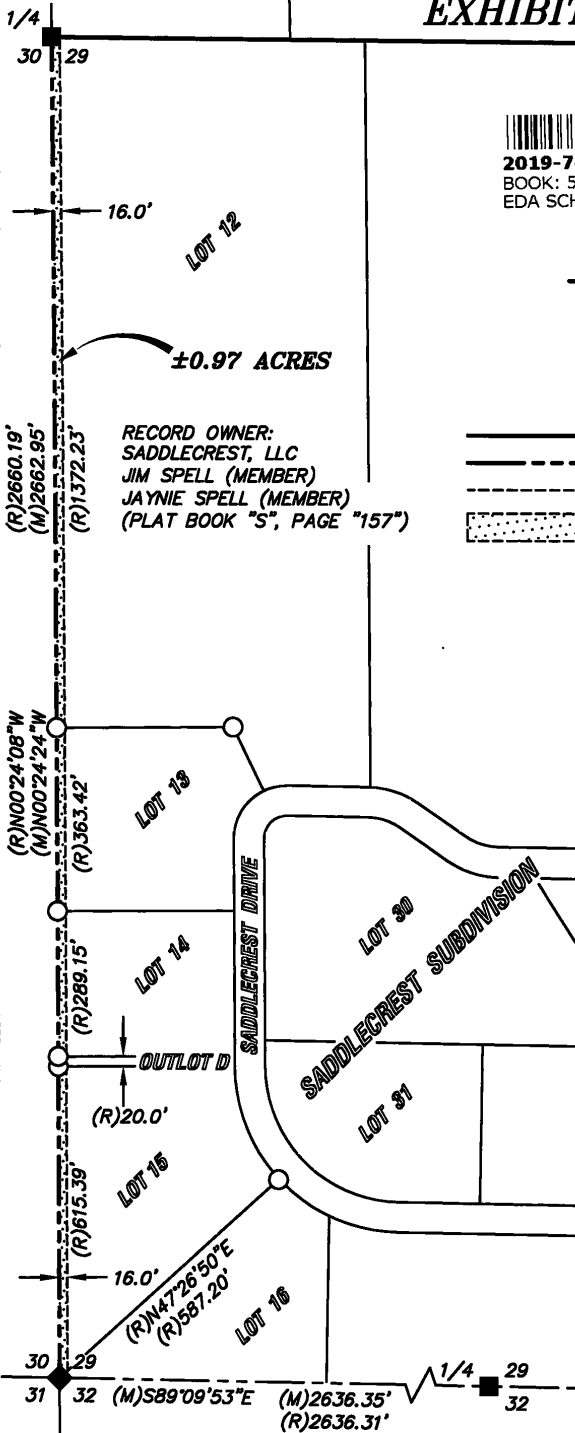 EXHIBIT
1/4
30 29
2019-7
BOOK: 5
EDA SCH
16.0'
LOT 12
±0.97 ACRES
RECORD OWNER:
SADDLECREST, LLC
JIM SPELL (MEMBER)
JAYNIE SPELL (MEMBER)
(PLAT BOOK "S", PAGE "157")
(R)2660.19'
(M)2662.95'
(R)1372.23'
(R)N00°24'08"W
(M)N00°24'24"W
(R)363.42'
LOT 13
SADDLECREST DRIVE
LOT 30
SADDLECREST SUBDIVISION
LOT 14
(R)289.15'
OUTLOT D
(R)20.0'
LOT 31
LOT 15
(R)615.39'
16.0'
(R)N47°26'50"E
(R)587.20'
LOT 16
30 29
31 32
(M)S89°09'53"E
(M)2636.35'
(R)2636.31'
1/4
29
32